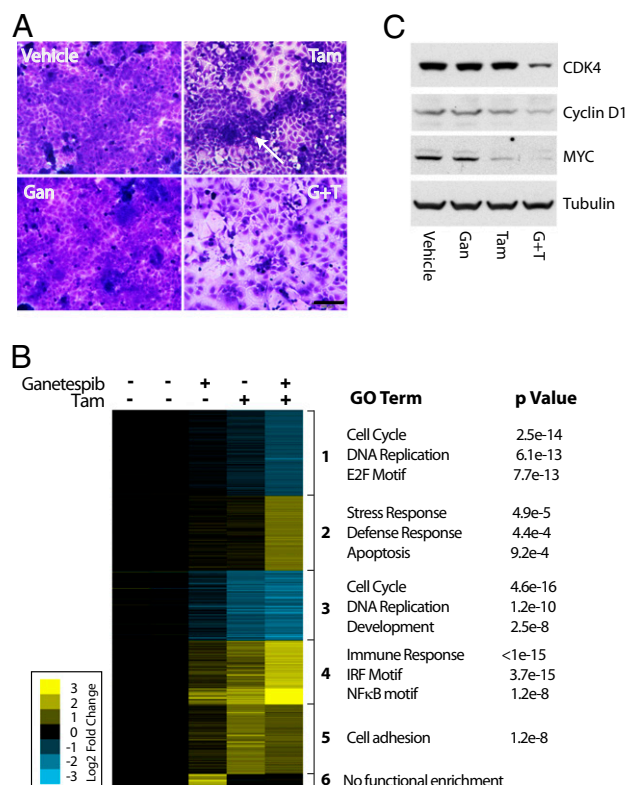 A
Vehicle
Tam
Gan
G+T
C
CDK4
Cyclin D1
MYC
Tubulin
Vehicle
Gan
Tam
G+T
B
Ganetespib - - + - +
Tam - - - + +
GO Term p Value
1
Cell Cycle 2.5e-14
DNA Replication 6.1e-13
E2F Motif 7.7e-13
2
Stress Response 4.9e-5
Defense Response 4.4e-4
Apoptosis 9.2e-4
3
Cell Cycle 4.6e-16
DNA Replication 1.2e-10
Development 2.5e-8
4
Immune Response <1e-15
IRF Motif 3.7e-15
NFκB motif 1.2e-8
5 Cell adhesion 1.2e-8
6 No functional enrichment
3
2
1
0
-1
-2
-3
Log2 Fold Change